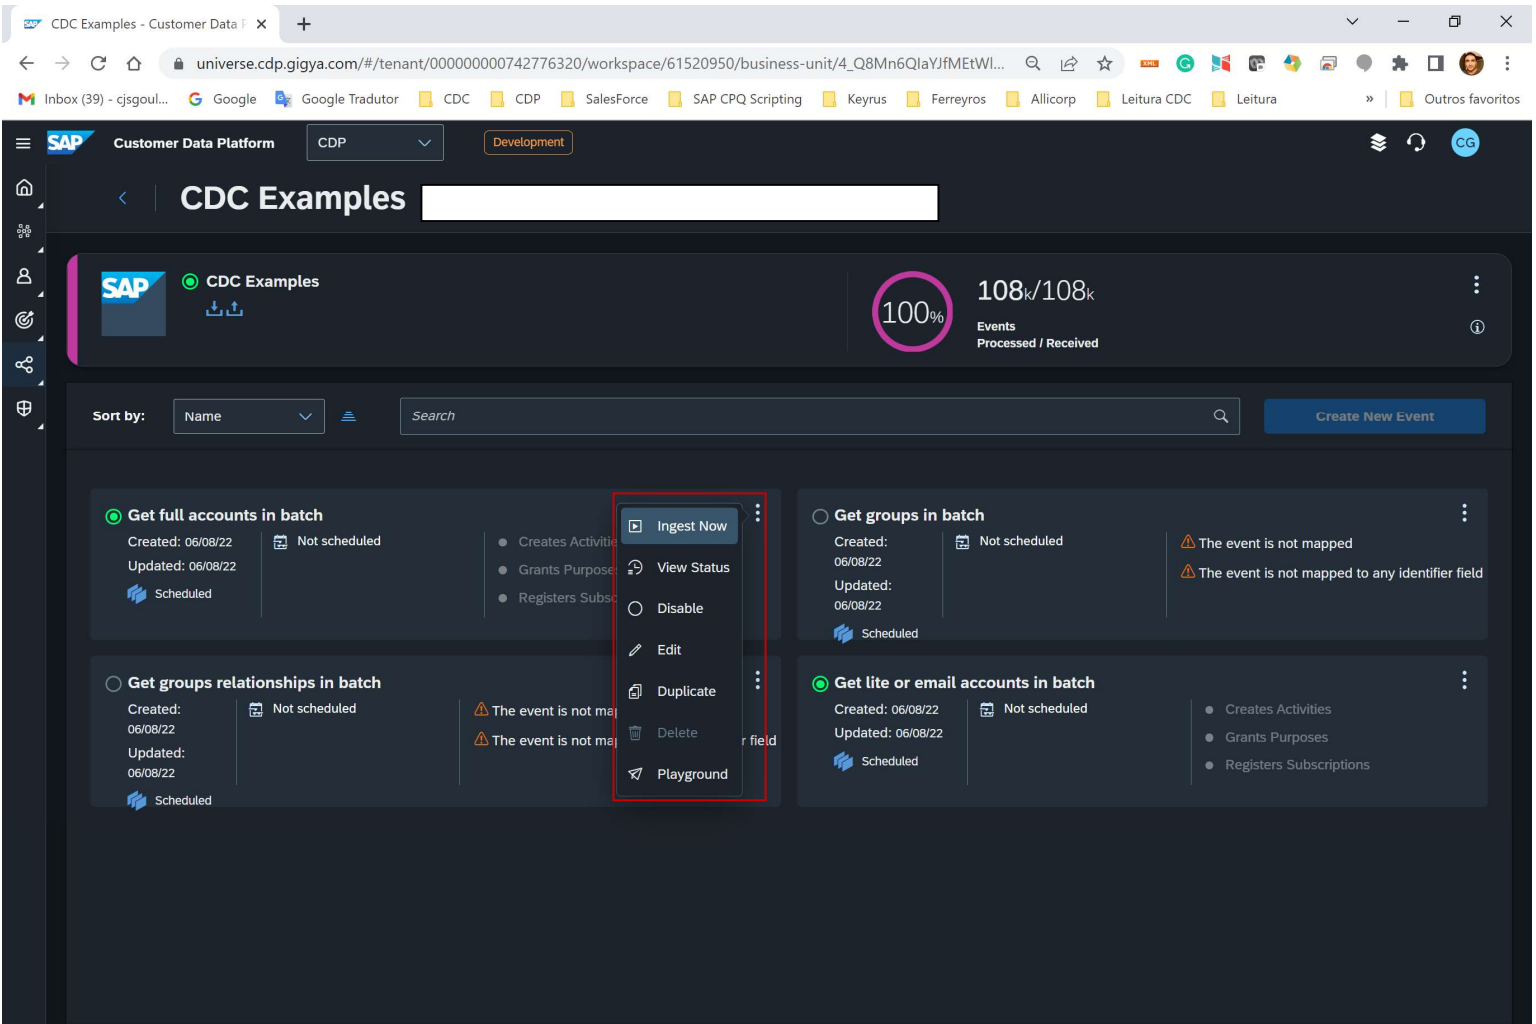 CDC Examples - Customer Data P
universe.cdp.gigya.com/#/tenant/000000000742776320/workspace/61520950/business-unit/4_Q8Mn6QIaYJfMEtWl...
Inbox (39) - cjsgoul...
Google
Google Tradutor
CDC
CDP
SalesForce
SAP CPQ Scripting
Keyrus
Ferreyros
Allicorp
Leitura CDC
Leitura
»
Outros favoritos
SAP
Customer Data Platform
CDP
Development
CG
CDC Examples
SAP
CDC Examples
100%
108k/108k
Events
Processed / Received
Sort by:
Name
Search
Create New Event
Get full accounts in batch
Created: 06/08/22
Updated: 06/08/22
Scheduled
Not scheduled
Creates Activitie
Grants Purpose
Registers Subsc
Ingest Now
View Status
Disable
Edit
Duplicate
Delete
Playground
Get groups in batch
Created:
06/08/22
Updated:
06/08/22
Scheduled
Not scheduled
The event is not mapped
The event is not mapped to any identifier field
Get groups relationships in batch
Created:
06/08/22
Updated:
06/08/22
Scheduled
Not scheduled
The event is not ma
The event is not ma
r field
Get lite or email accounts in batch
Created: 06/08/22
Updated: 06/08/22
Scheduled
Not scheduled
Creates Activities
Grants Purposes
Registers Subscriptions